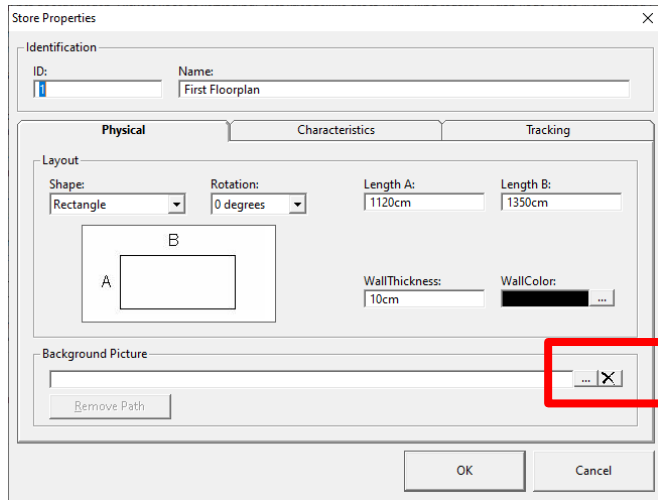 Store Properties
Identification
ID:
Name:
1
First Floorplan
Physical
Characteristics
Tracking
Layout
Shape:
Rotation:
Length A:
Length B:
Rectangle
0 degrees
1120cm
1350cm
B
A
WallThickness:
WallColor:
10cm
...
Background Picture
...
Remove Path
OK
Cancel